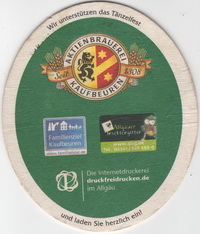 Wir unterstützen das Tänzelfest
AKTIENBRAUEREI
Seit 1308
KAUFBEUREN
Familienziel
Kaufbeuren
Allgäuer
Die Internetdruckerei
druckfreidrucken.de
im Allgäu
und laden Sie herzlich ein!